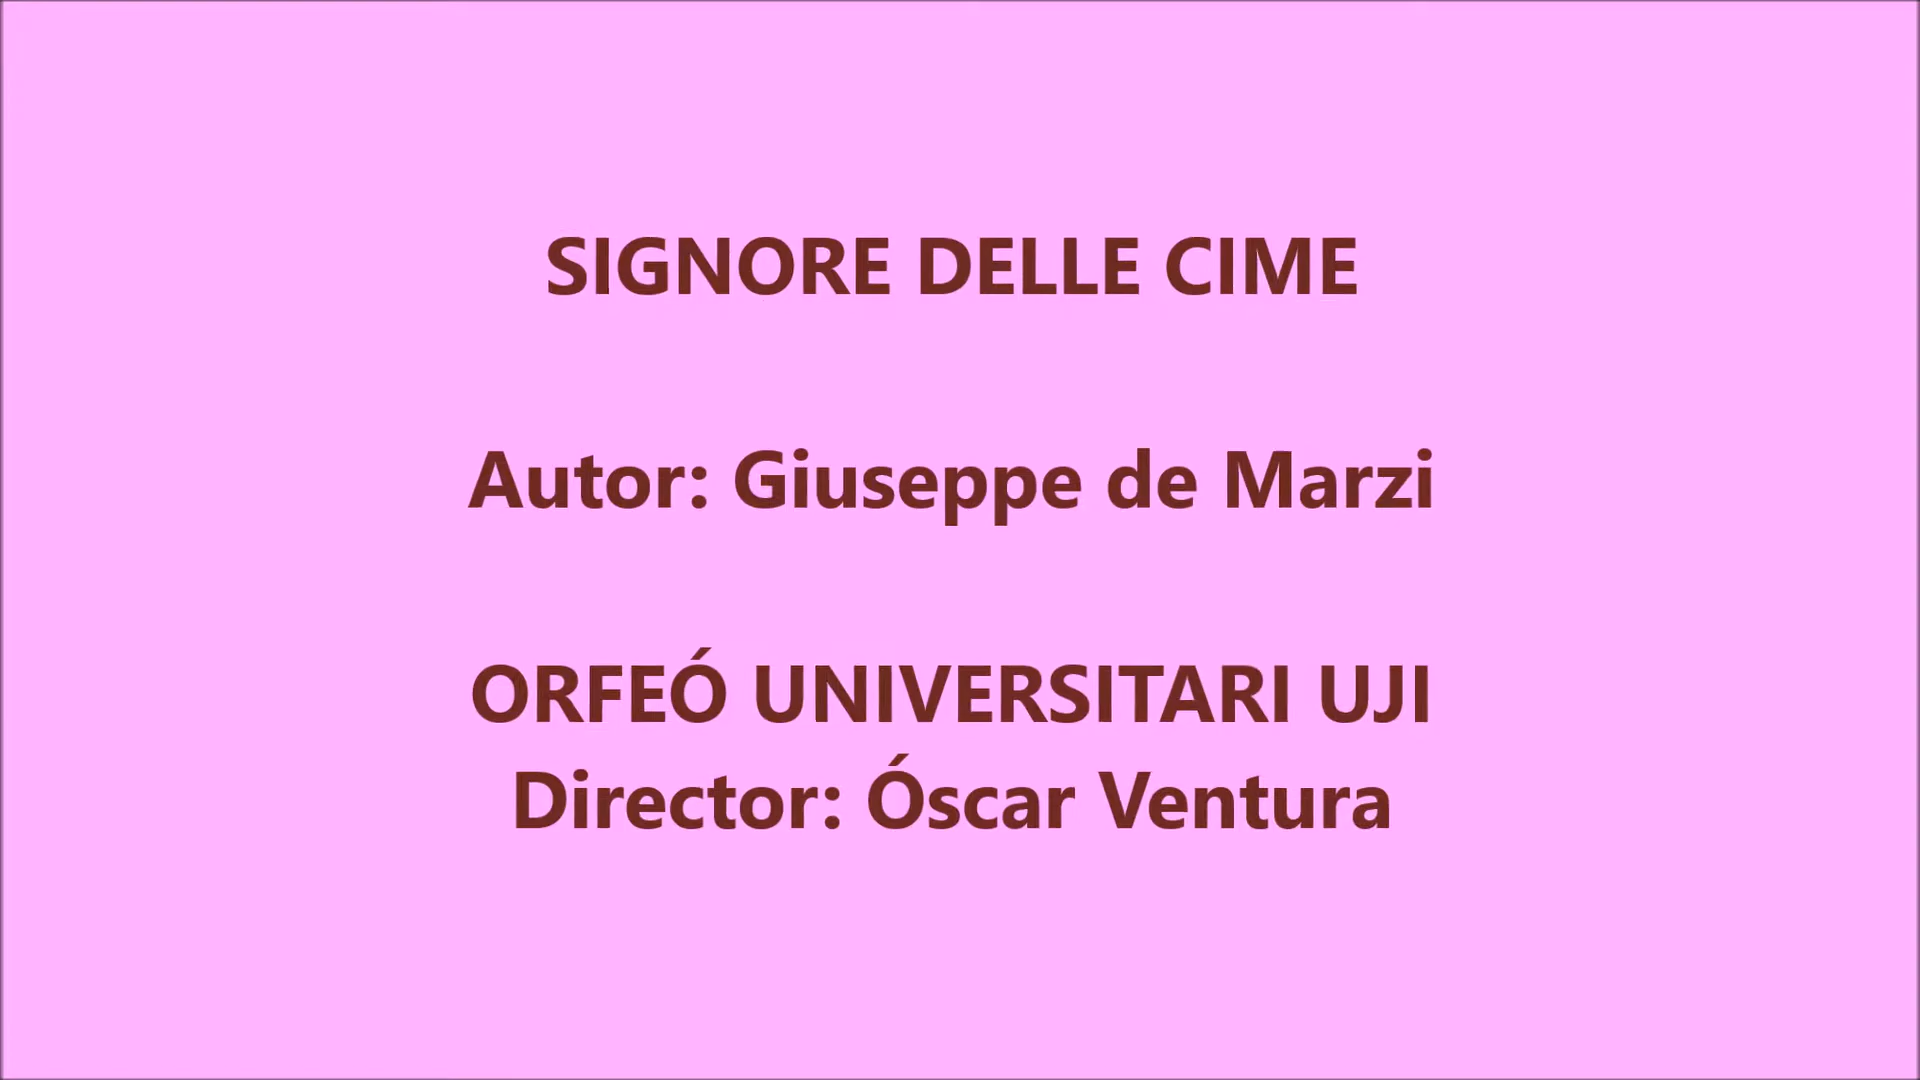 SIGNORE DELLE CIME
Autor: Giuseppe de Marzi
ORFEÓ UNIVERSITARI UJI
Director: Óscar Ventura